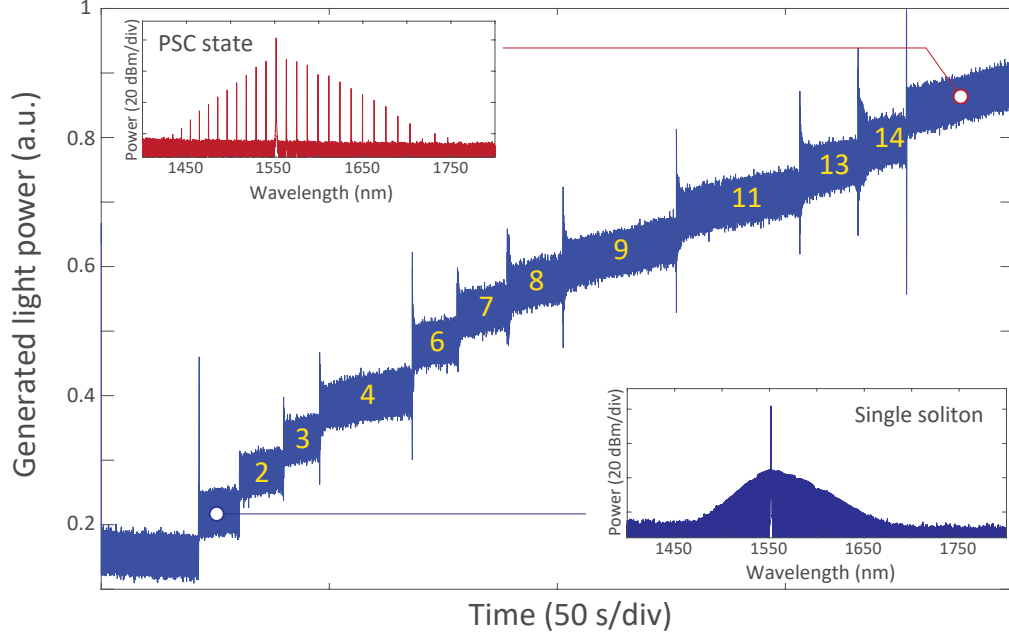 Generated light power (a.u.)
1
0.8
0.6
0.4
0.2
Time (50 s/div)
PSC state
Power (20 dBm/div)
1450 1550 1650 1750
Wavelength (nm)
2
3
4
6
7
8
9
11
13
14
Single soliton
Power (20 dBm/div)
1450 1550 1650 1750
Wavelength (nm)